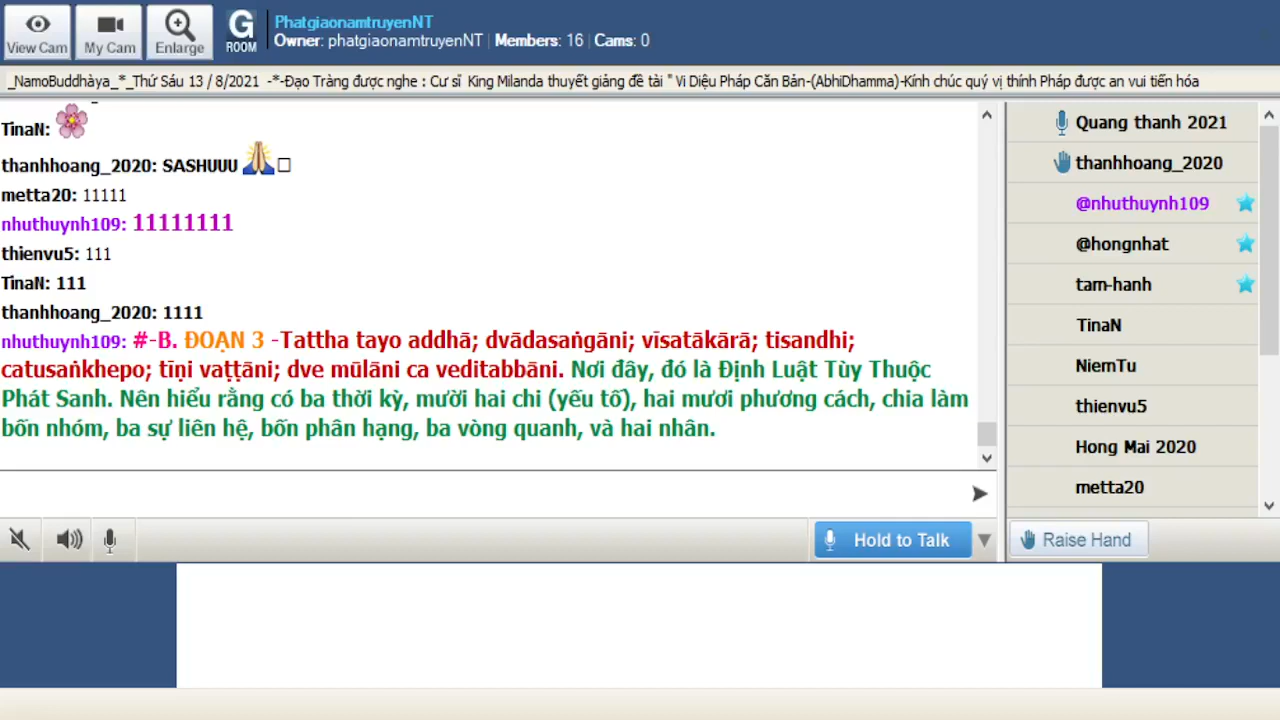 View Cam
My Cam
Enlarge
G
ROOM
PhatgiaonamtruyenNT
Owner: phatgiaonamtruyenNT | Members: 16 | Cams: 0
_NamoBuddhàya_*_Thứ Sáu 13 / 8/2021 -*-Đạo Tràng được nghe : Cư sĩ King Milanda thuyết giảng đề tài " Vi Diệu Pháp Căn Bản-(AbhiDhamma)-Kính chúc quý vị thính Pháp được an vui tiến hóa
TinaN:
thanhhoang_2020: SASHUUU
metta20: 11111
nhuthuynh109: 11111111
thienvu5: 111
TinaN: 111
thanhhoang_2020: 1111
nhuthuynh109: #-B. ĐOẠN 3 -Tattha tayo addhā; dvādasaṅgāni; vīsatākārā; tisandhi;
catusaṅkhepo; tīṇi vaṭṭāni; dve mūlāni ca veditabbāni. Nơi đây, đó là Định Luật Tùy Thuộc
Phát Sanh. Nên hiểu rằng có ba thời kỳ, mười hai chi (yếu tố), hai mươi phương cách, chia làm
bốn nhóm, ba sự liên hệ, bốn phân hạng, ba vòng quanh, và hai nhân.
Quang thanh 2021
thanhhoang_2020
@nhuthuynh109
@hongnhat
tam-hanh
TinaN
NiemTu
thienvu5
Hong Mai 2020
metta20
Hold to Talk
Raise Hand